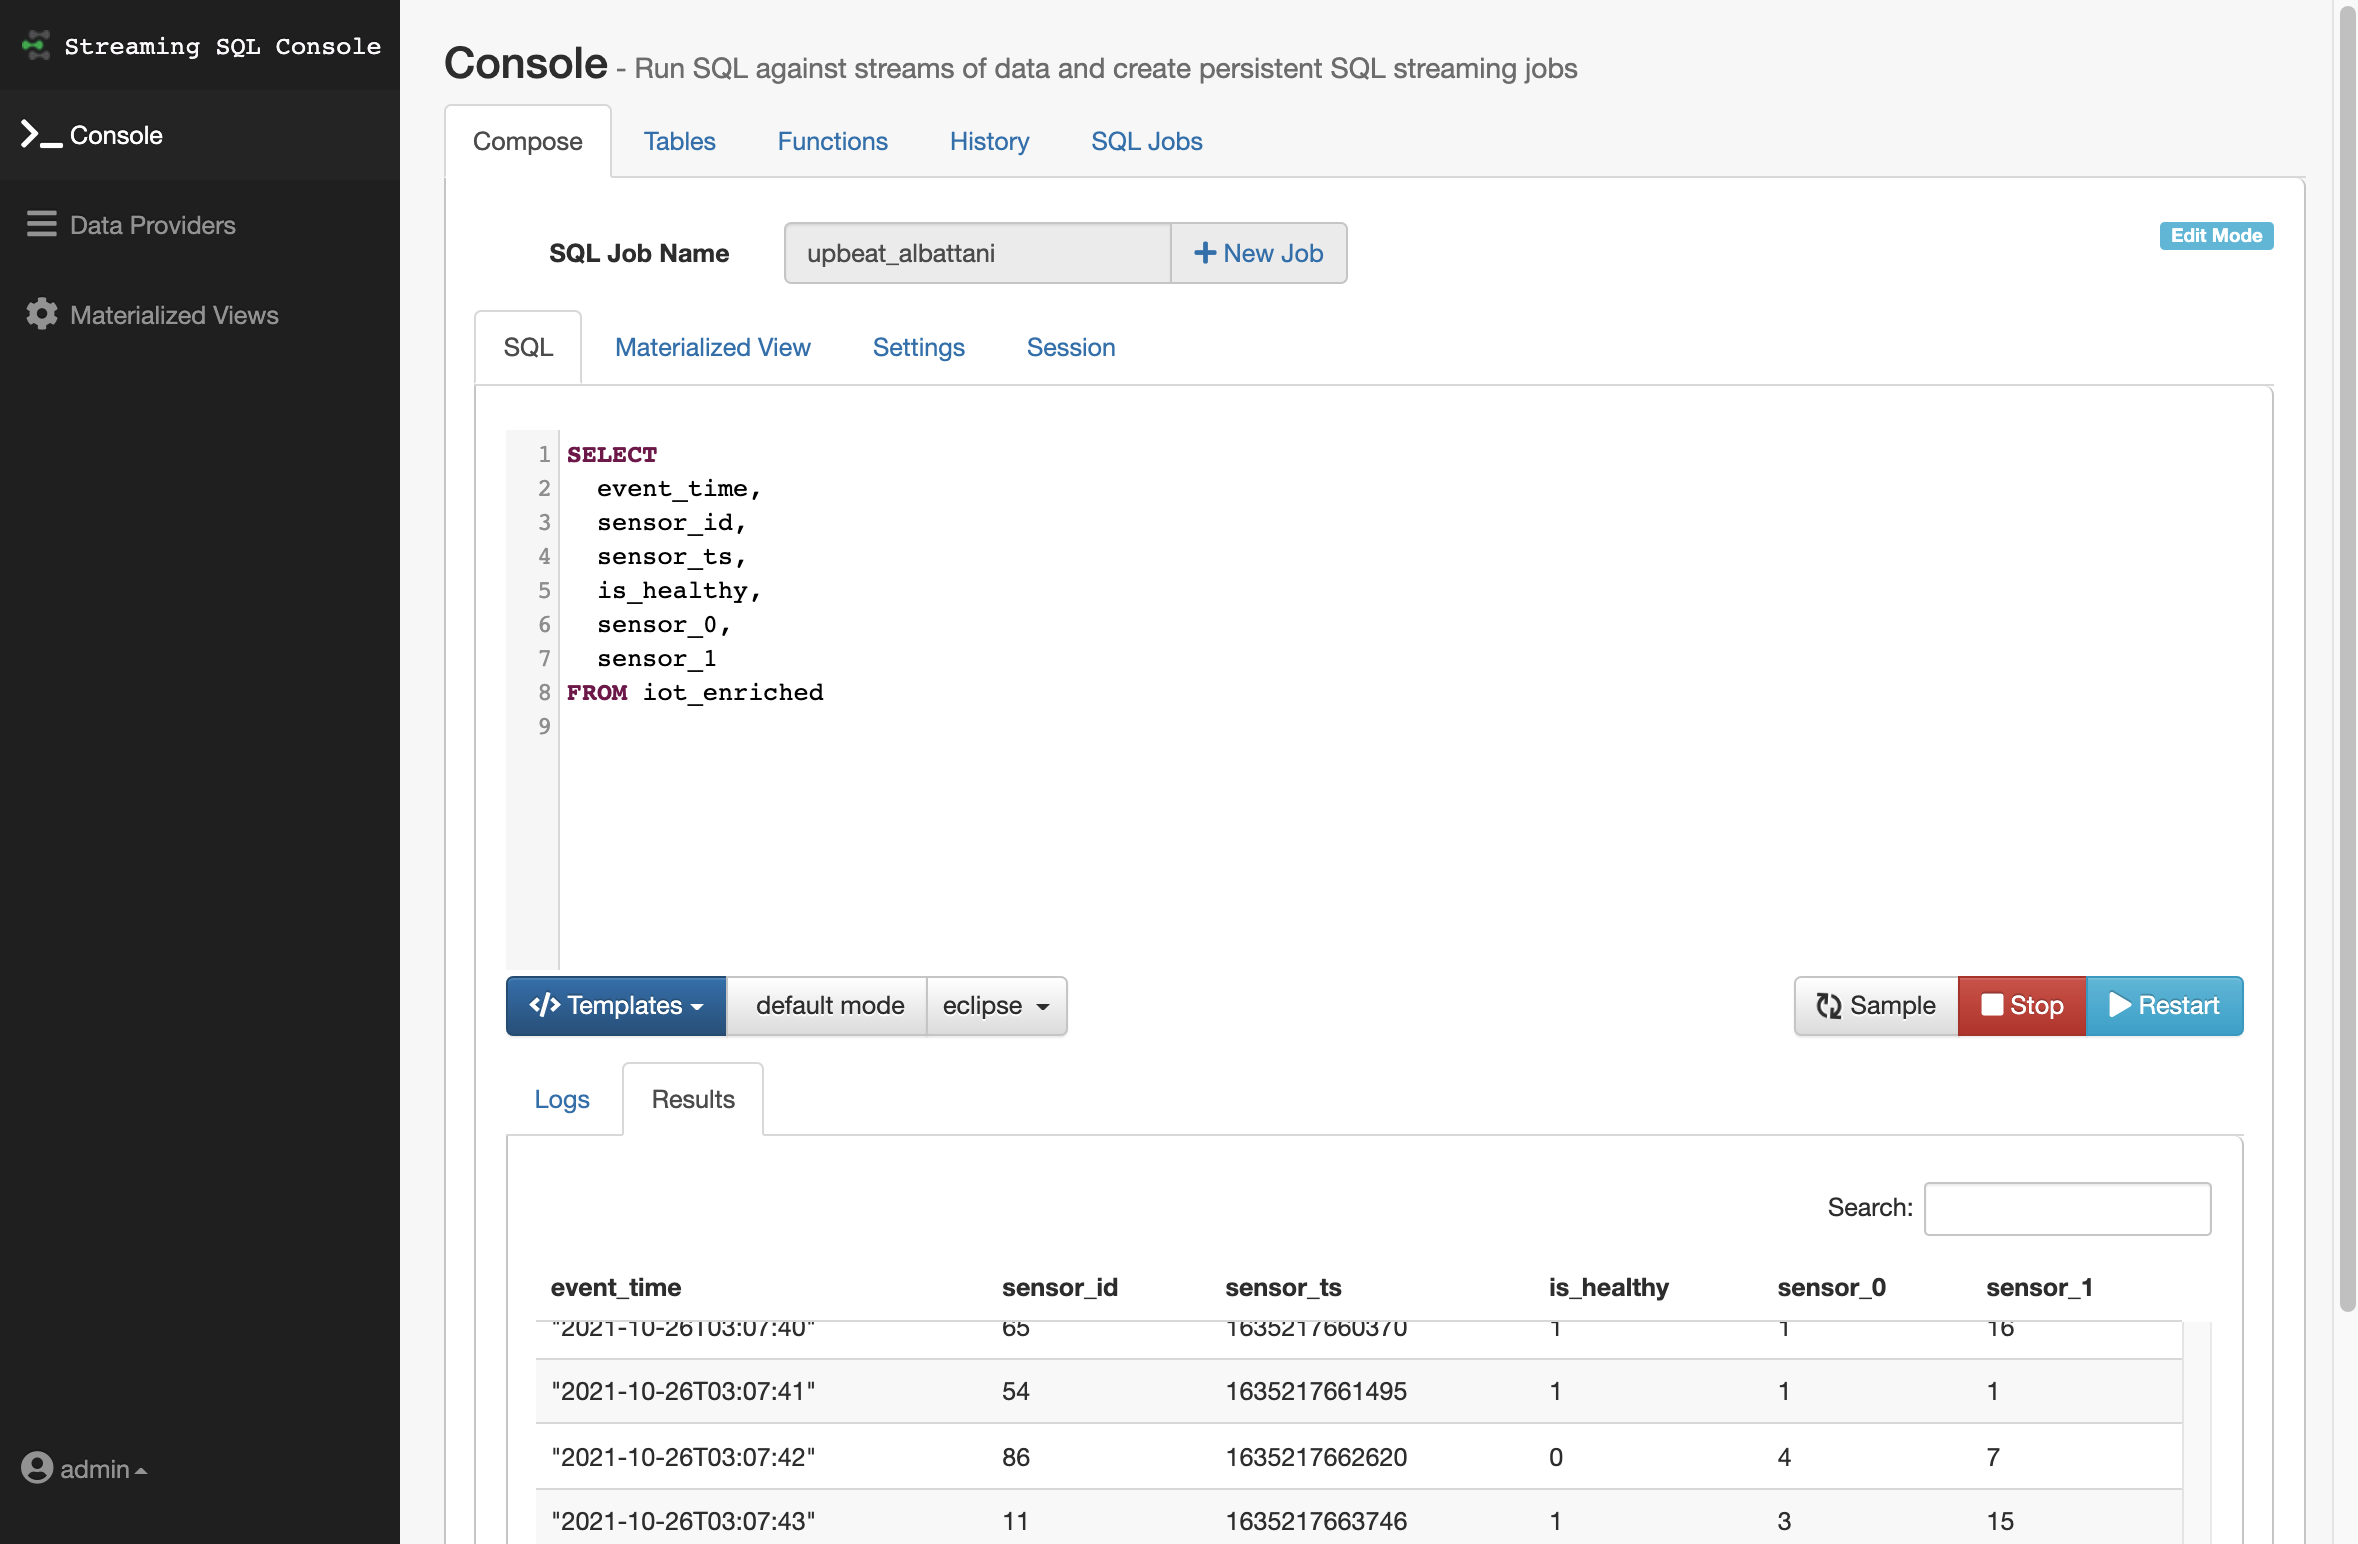 Streaming SQL Console
Console
Data Providers
Materialized Views
admin
Console - Run SQL against streams of data and create persistent SQL streaming jobs
Compose Tables Functions History SQL Jobs
SQL Job Name upbeat_albattani New Job Edit Mode
SQL Materialized View Settings Session
1 SELECT
2 event_time,
3 sensor_id,
4 sensor_ts,
5 is_healthy,
6 sensor_0,
7 sensor_1
8 FROM iot_enriched
9
</> Templates default mode eclipse Sample Stop Restart
Logs Results
Search:
event_time sensor_id sensor_ts is_healthy sensor_0 sensor_1
"2021-10-26T03:07:40" 65 1635217660370 1 1 16
"2021-10-26T03:07:41" 54 1635217661495 1 1 1
"2021-10-26T03:07:42" 86 1635217662620 0 4 7
"2021-10-26T03:07:43" 11 1635217663746 1 3 15